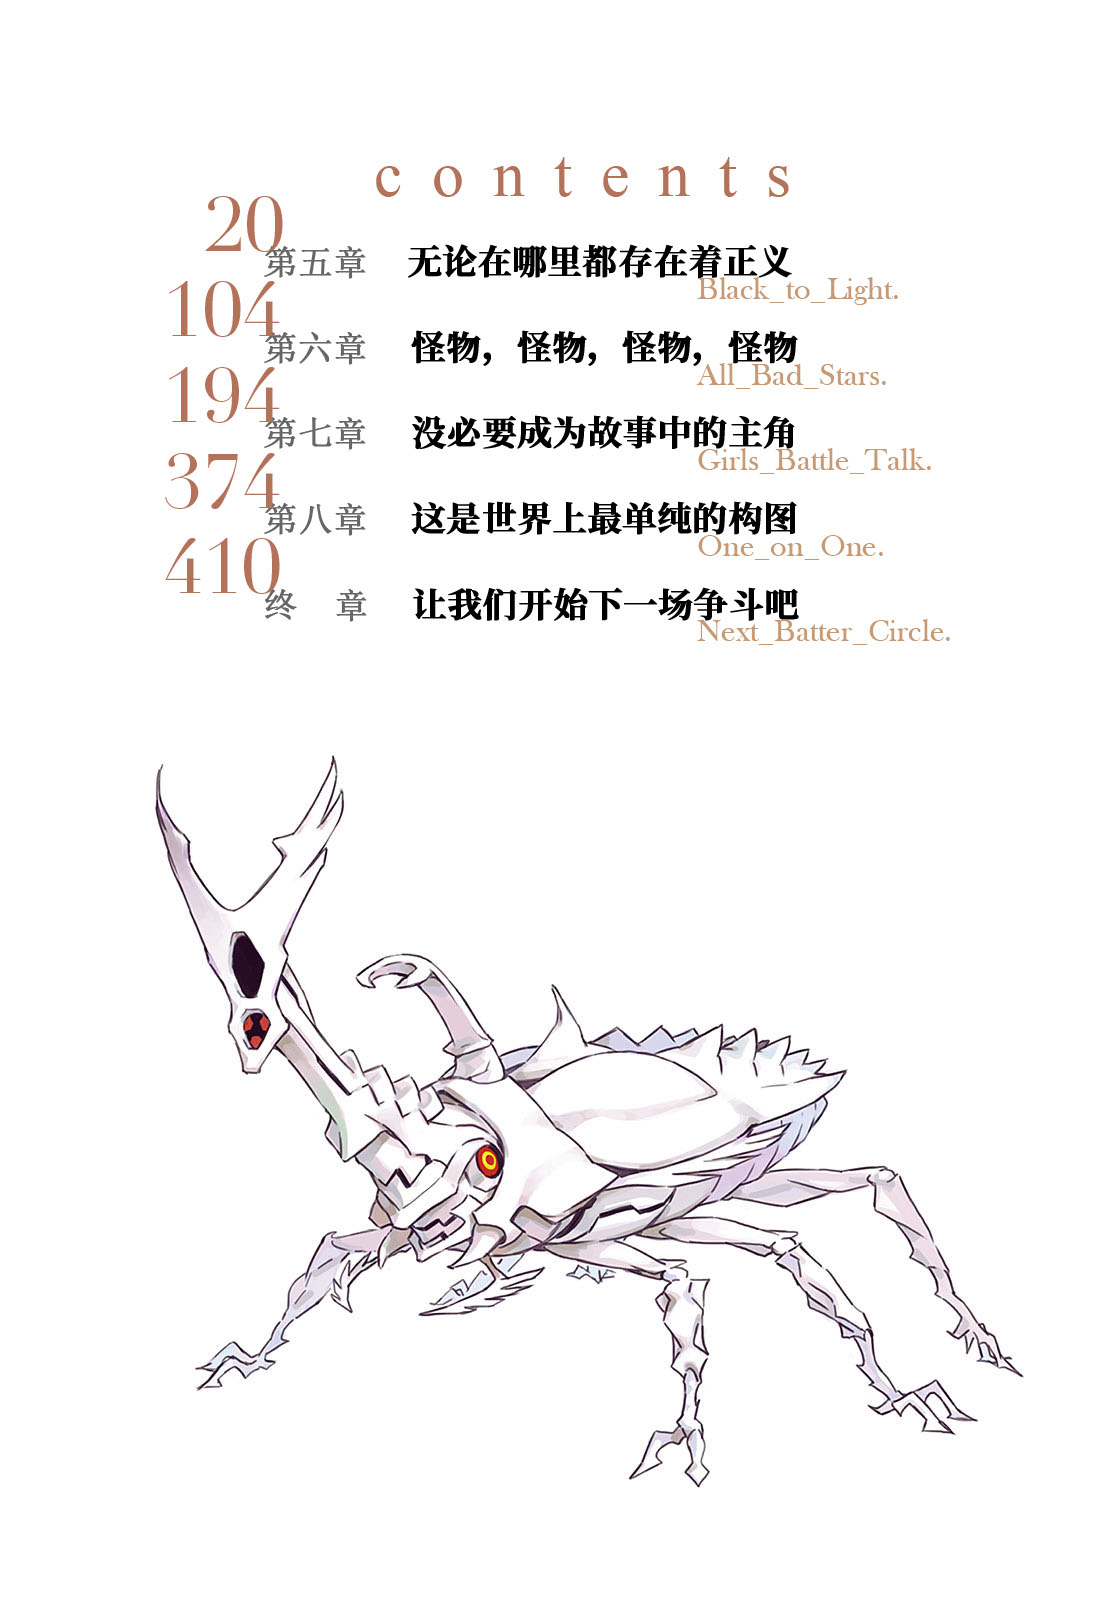 contents
20
第五章 无论在哪里都存在着正义
Black_to_Light.
104
第六章 怪物，怪物，怪物，怪物
All_Bad_Stars.
194
第七章 没必要成为故事中的主角
Girls_Battle_Talk.
374
第八章 这是世界上最单纯的构图
One_on_One.
410
终 章 让我们开始下一场争斗吧
Next_Batter_Circle.